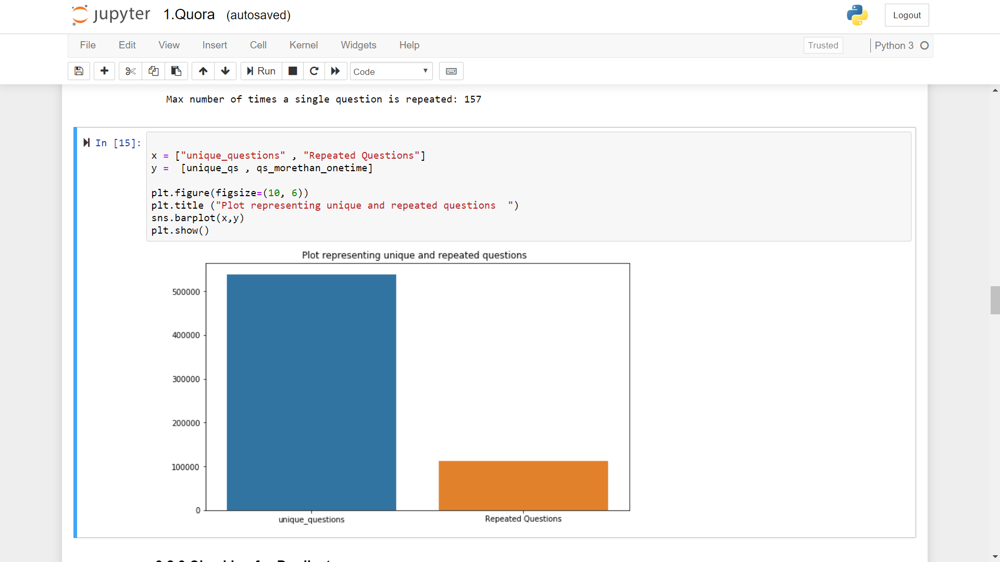 jupyter 1.Quora (autosaved) Logout
File Edit View Insert Cell Kernel Widgets Help Trusted Python 3
Run Code
Max number of times a single question is repeated: 157
In [15]:
x = ["unique_questions" , "Repeated Questions"]
y =  [unique_qs , qs_morethan_onetime]
plt.figure(figsize=(10, 6))
plt.title ("Plot representing unique and repeated questions  ")
sns.barplot(x,y)
plt.show()
Plot representing unique and repeated questions
500000
400000
300000
200000
100000
0
unique_questions Repeated Questions